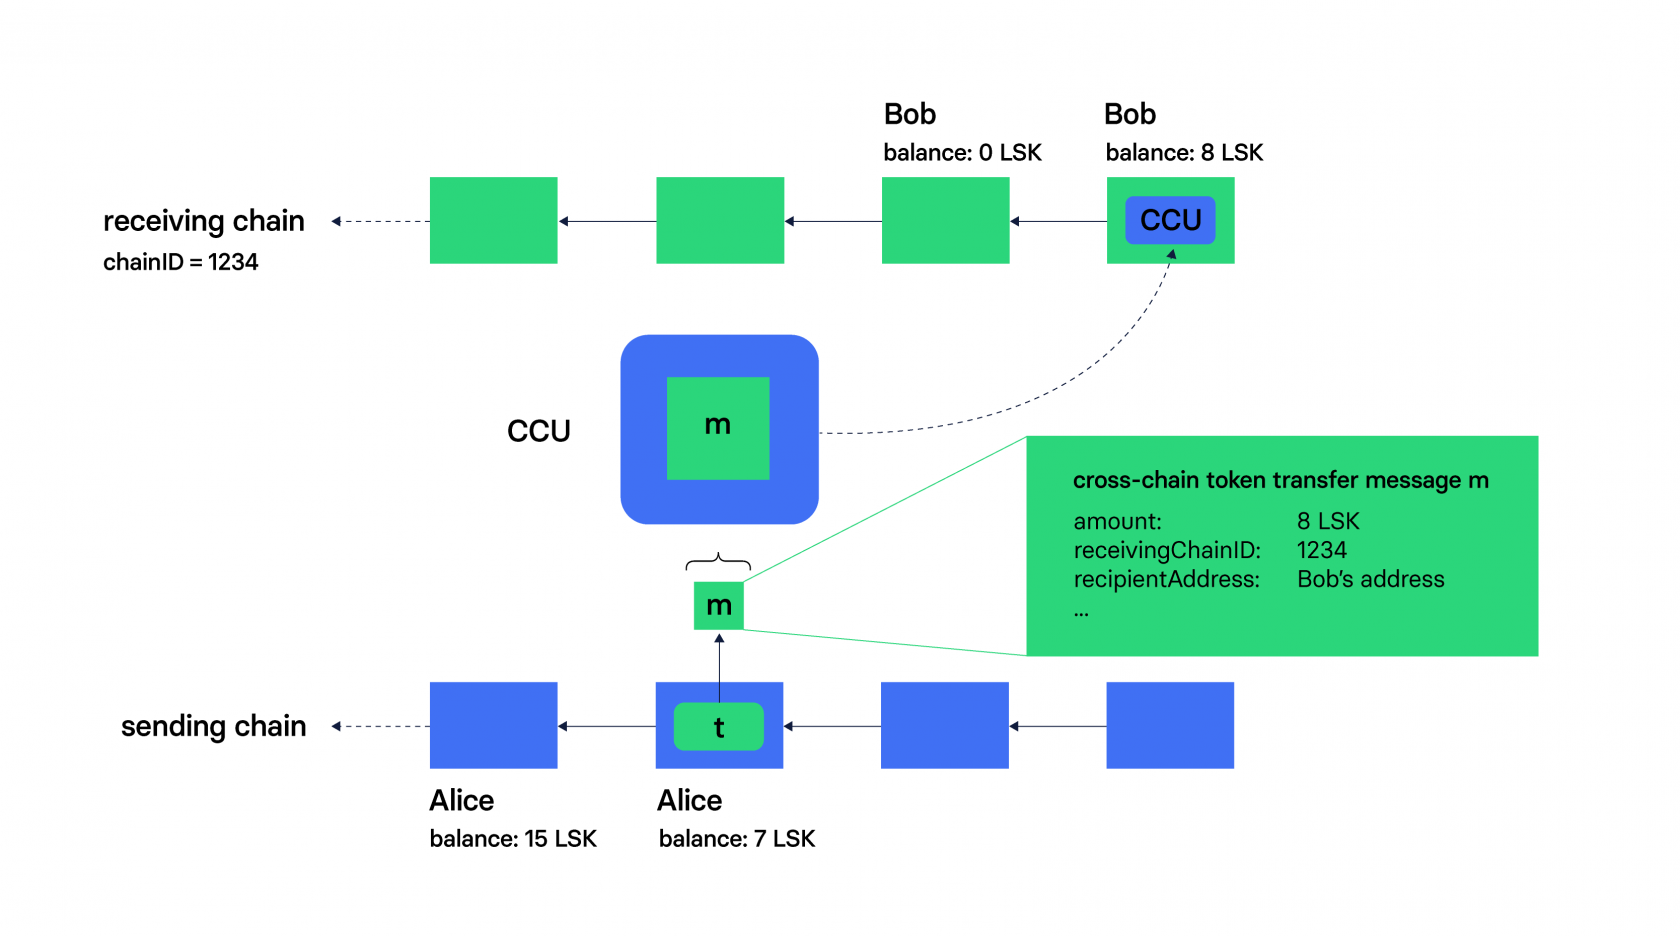 Bob
balance: 0 LSK
Bob
balance: 8 LSK
receiving chain
chainID = 1234
CCU
CCU
m
cross-chain token transfer message m
amount: 8 LSK
receivingChainID: 1234
recipientAddress: Bob's address
...
m
sending chain
t
Alice
balance: 15 LSK
Alice
balance: 7 LSK